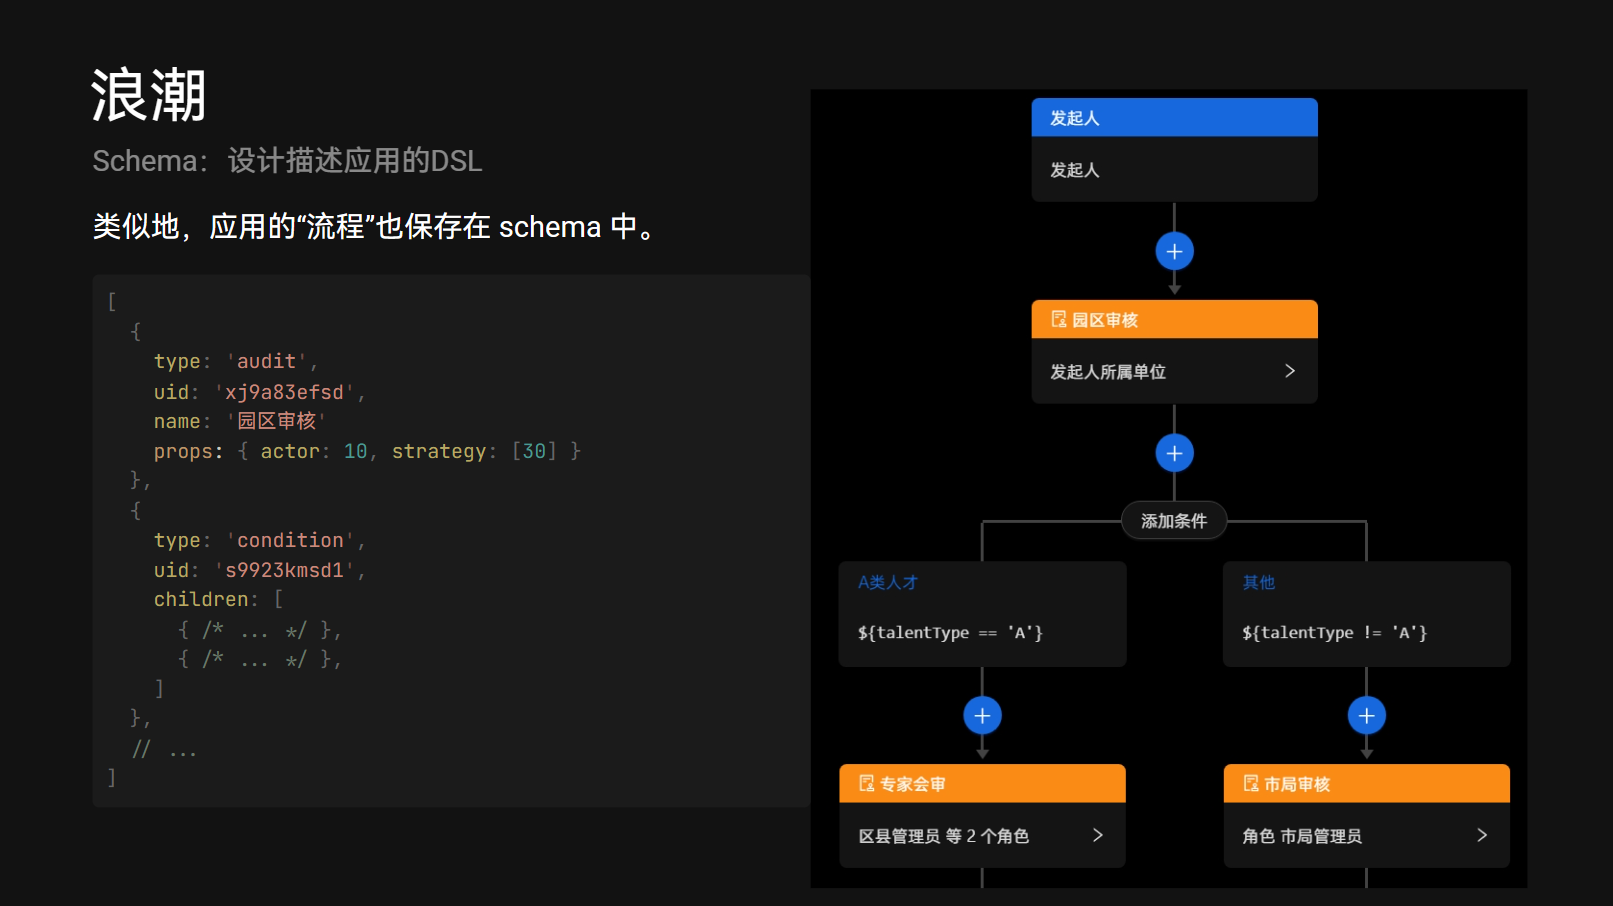 浪潮
Schema：设计描述应用的DSL
类似地，应用的“流程”也保存在 schema 中。
[
{
type: 'audit',
uid: 'xj9a83efsd',
name: '园区审核'
props: { actor: 10, strategy: [30] }
},
{
type: 'condition',
uid: 's9923kmsd1',
children: [
{ /* ... */ },
{ /* ... */ },
]
},
// ...
]
发起人
发起人
园区审核
发起人所属单位
添加条件
A类人才
${talentType == 'A'}
其他
${talentType != 'A'}
专家会审
区县管理员 等 2 个角色
市局审核
角色 市局管理员